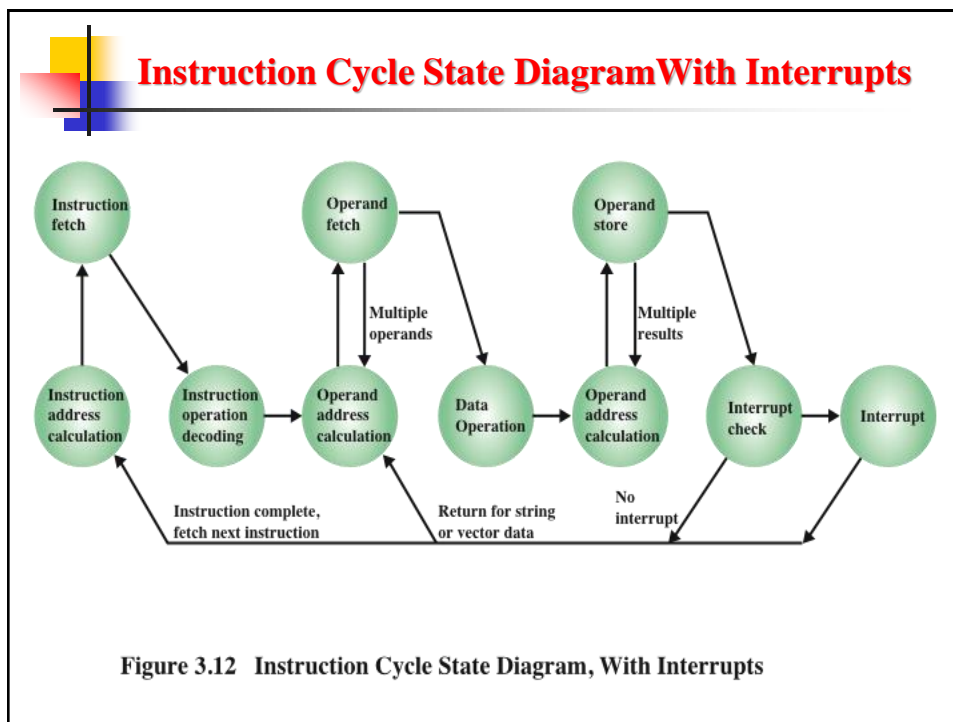 Instruction Cycle State DiagramWith Interrupts
Instruction
fetch
Operand
fetch
Operand
store
Multiple
operands
Multiple
results
Instruction
address
calculation
Instruction
operation
decoding
Operand
address
calculation
Data
Operation
Operand
address
calculation
Interrupt
check
Interrupt
Instruction complete,
fetch next instruction
Return for string
or vector data
No
interrupt
Figure 3.12 Instruction Cycle State Diagram, With Interrupts